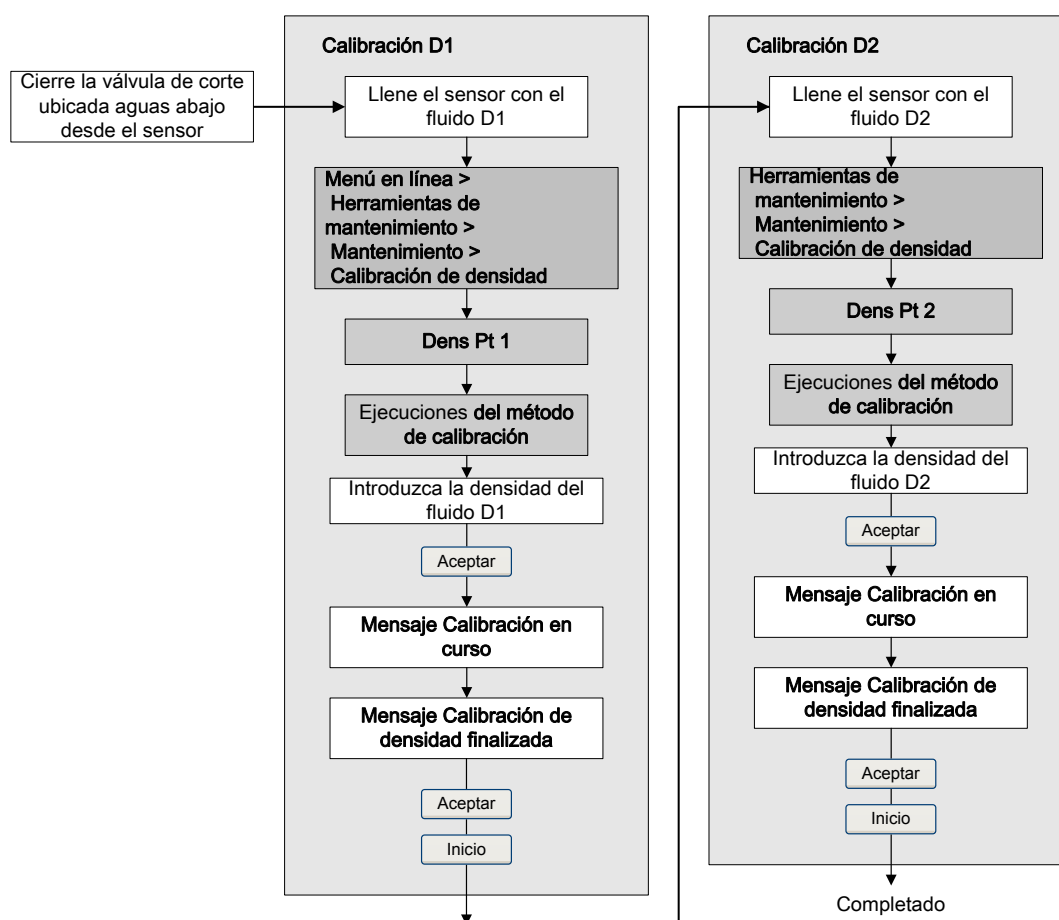 Cierre la válvula de corte
ubicada aguas abajo
desde el sensor
Calibración D1
Llene el sensor con el
fluido D1
Menú en línea >
Herramientas de
mantenimiento >
Mantenimiento >
Calibración de densidad
Dens Pt 1
Ejecuciones del método
de calibración
Introduzca la densidad del
fluido D1
Aceptar
Mensaje Calibración en
curso
Mensaje Calibración de
densidad finalizada
Aceptar
Inicio
Calibración D2
Llene el sensor con el
fluido D2
Herramientas de
mantenimiento >
Mantenimiento >
Calibración de densidad
Dens Pt 2
Ejecuciones del método
de calibración
Introduzca la densidad del
fluido D2
Aceptar
Mensaje Calibración en
curso
Mensaje Calibración de
densidad finalizada
Aceptar
Inicio
Completado